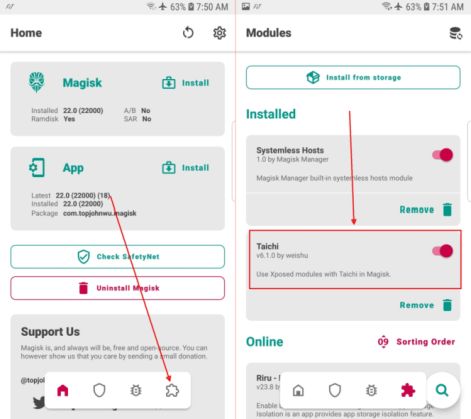 63% 7:50 AM
Home
Magisk
Install
Installed 22.0 (22000)
A/B No
Ramdisk Yes
SAR No
App
Install
Latest 22.0 (22000) (18)
Installed 22.0 (22000)
Package com.topjohnwu.magisk
Check SafetyNet
Uninstall Magisk
Support Us
Magisk is, and always will be, free and open-source. You can
however show us that you care by sending a small donation.
@topjo
63% 7:51 AM
Modules
Install from storage
Installed
Systemless Hosts
1.0 by Magisk Manager
Magisk Manager built-in systemless hosts module
Remove
Taichi
v6.1.0 by weishu
Use Xposed modules with Taichi in Magisk.
Remove
Online
Sorting Order
Riru -
v23.8 b
Enable
Isolation is an app provides app storage isolation feature.